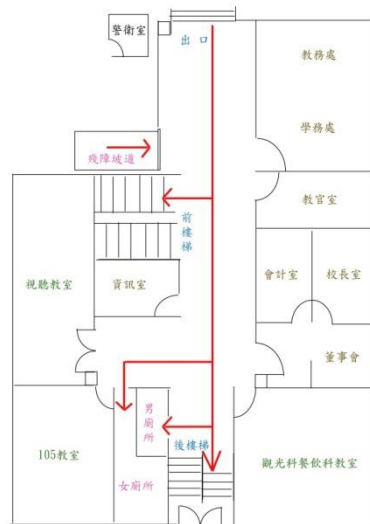 警衛室
出口
教務處
學務處
殘障坡道
教官室
前樓梯
視聽教室
資訊室
會計室
校長室
董事會
男廁所
105教室
後樓梯
觀光科餐飲科教室
女廁所